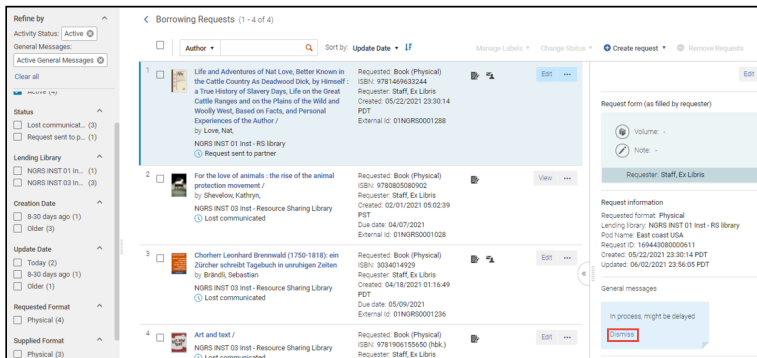 Refine by
Activity Status: Active
General Messages:
Active General Messages
Clear all
Active (4)
Status
Lost communicat... (3)
Request sent to p... (1)
Lending Library
NGRS INST 01 In... (1)
NGRS INST 03 In... (3)
Creation Date
8-30 days ago (1)
Older (3)
Update Date
Today (2)
8-30 days ago (1)
Older (1)
Requested Format
Physical (4)
Supplied Format
Physical (3)
Borrowing Requests (1 - 4 of 4)
Author
Sort by: Update Date
Manage Labels
Change Status
Create request
Remove Requests
1
Life and Adventures of Nat Love, Better Known in
the Cattle Country As Deadwood Dick, by Himself :
a True History of Slavery Days, Life on the Great
Cattle Ranges and on the Plains of the Wild and
Woolly West, Based on Facts, and Personal
Experiences of the Author /
by Love, Nat,
NGRS INST 01 Inst - RS library
Request sent to partner
Requested: Book (Physical)
ISBN: 9781469633244
Requester: Staff, Ex Libris
Created: 05/22/2021 23:30:14
PDT
External Id: 01NGRS0001288
Edit
2
For the love of animals : the rise of the animal
protection movement /
by Shevelow, Kathryn,
NGRS INST 03 Inst - Resource Sharing Library
Lost communicated
Requested: Book (Physical)
ISBN: 9780805080902
Requester: Staff, Ex Libris
Created: 02/01/2021 05:02:39
PST
Due date: 04/07/2021
External Id: 01NGRS0001028
View
3
Chorherr Leonhard Brennwald (1750-1818): ein
Zürcher schreibt Tagebuch in unruhigen Zeiten
by Brändli, Sebastian
NGRS INST 03 Inst - Resource Sharing Library
Lost communicated
Requested: Book (Physical)
ISBN: 3034014929
Requester: Staff, Ex Libris
Created: 04/18/2021 01:16:49
PDT
Due date: 05/09/2021
External Id: 01NGRS0001236
Edit
4
Art and text /
NGRS INST 03 Inst - Resource Sharing Library
Lost communicated
Requested: Book (Physical)
ISBN: 9781906155650 (hbk.)
Requester: Staff, Ex Libris
Edit
Edit
Request form (as filled by requester)
Volume: -
Note: -
Requester: Staff, Ex Libris
Request information
Requested format: Physical
Lending library: NGRS INST 01 Inst - RS library
Pod Name: East coast USA
Request ID: 169443080000611
Created: 05/22/2021 23:30:14 PDT
Updated: 06/02/2021 23:56:05 PDT
General messages
In process, might be delayed
Dismiss